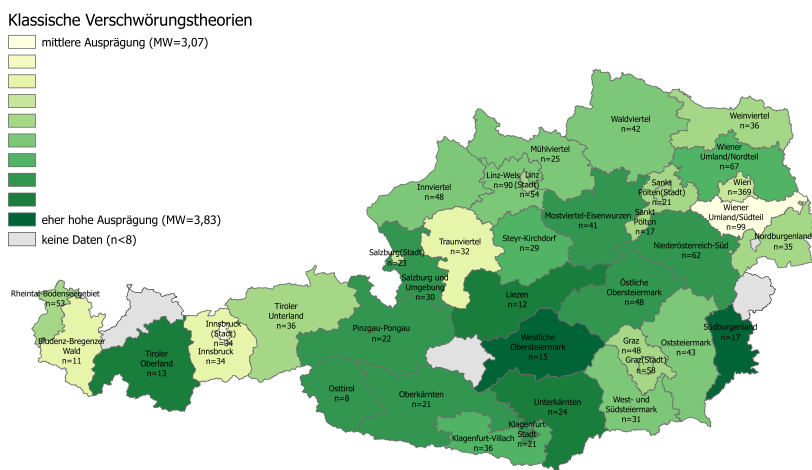 Klassische Verschwörungstheorien
mittlere Ausprägung (MW=3,07)
eher hohe Ausprägung (MW=3,83)
keine Daten (n<8)
Waldviertel
n=42
Weinviertel
n=36
Mühlviertel
n=25
Wiener
Umland/Nordteil
n=67
Linz-Wels
n=90
Linz
(Stadt)
n=54
Innviertel
n=48
Sankt
Pölten(Stadt)
n=21
Wien
n=369
Wiener
Umland/Südteil
n=99
Mostviertel-Eisenwurzen
n=41
Sankt
Pölten
n=17
Nordburgenland
n=35
Traunviertel
n=32
Steyr-Kirchdorf
n=29
Niederösterreich-Süd
n=62
Salzburg(Stadt)
n=23
Salzburg und
Umgebung
n=30
Liezen
n=12
Östliche
Obersteiermark
n=48
Rheintal-Bodenseegebiet
n=53
Tiroler
Unterland
n=36
Pinzgau-Pongau
n=22
Innsbruck
(Stadt)
n=34
Innsbruck
n=34
Bludenz-Bregenzer
Wald
n=11
Tiroler
Oberland
n=13
Westliche
Obersteiermark
n=15
Graz
n=48
Graz(Stadt)
n=58
Oststeiermark
n=43
Südburgenland
n=17
Osttirol
n=8
Oberkärnten
n=21
Unterkärnten
n=24
West- und
Südsteiermark
n=31
Klagenfurt-Villach
n=36
Klagenfurt
Stadt
n=21